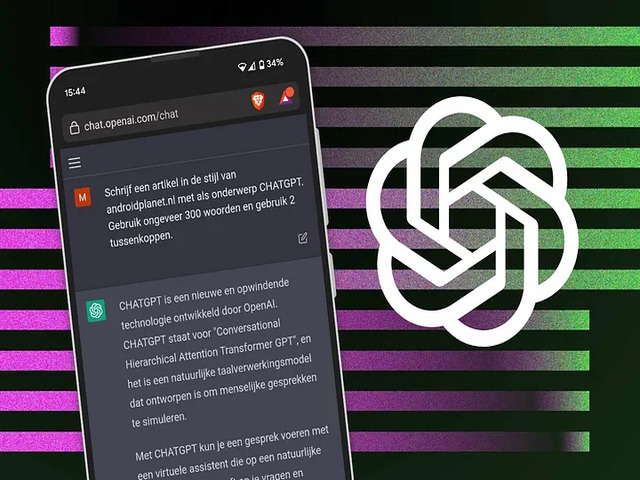 15:44
34%
chat.openai.com/chat
M
Schrijf een artikel in de stijl van
androidplanet.nl met als onderwerp CHATGPT.
Gebruik ongeveer 300 woorden en gebruik 2
tussenkoppen.
CHATGPT is een nieuwe en opwindende
technologie ontwikkeld door OpenAI.
CHATGPT staat voor "Conversational
Hierarchical Attention Transformer GPT", en
het is een natuurlijke taalverwerkingsmodel
dat ontworpen is om menselijke gesprekken
te simuleren.
Met CHATGPT kun je een gesprek voeren met
een virtuele assistent die op een natuurlijke
je vragen en